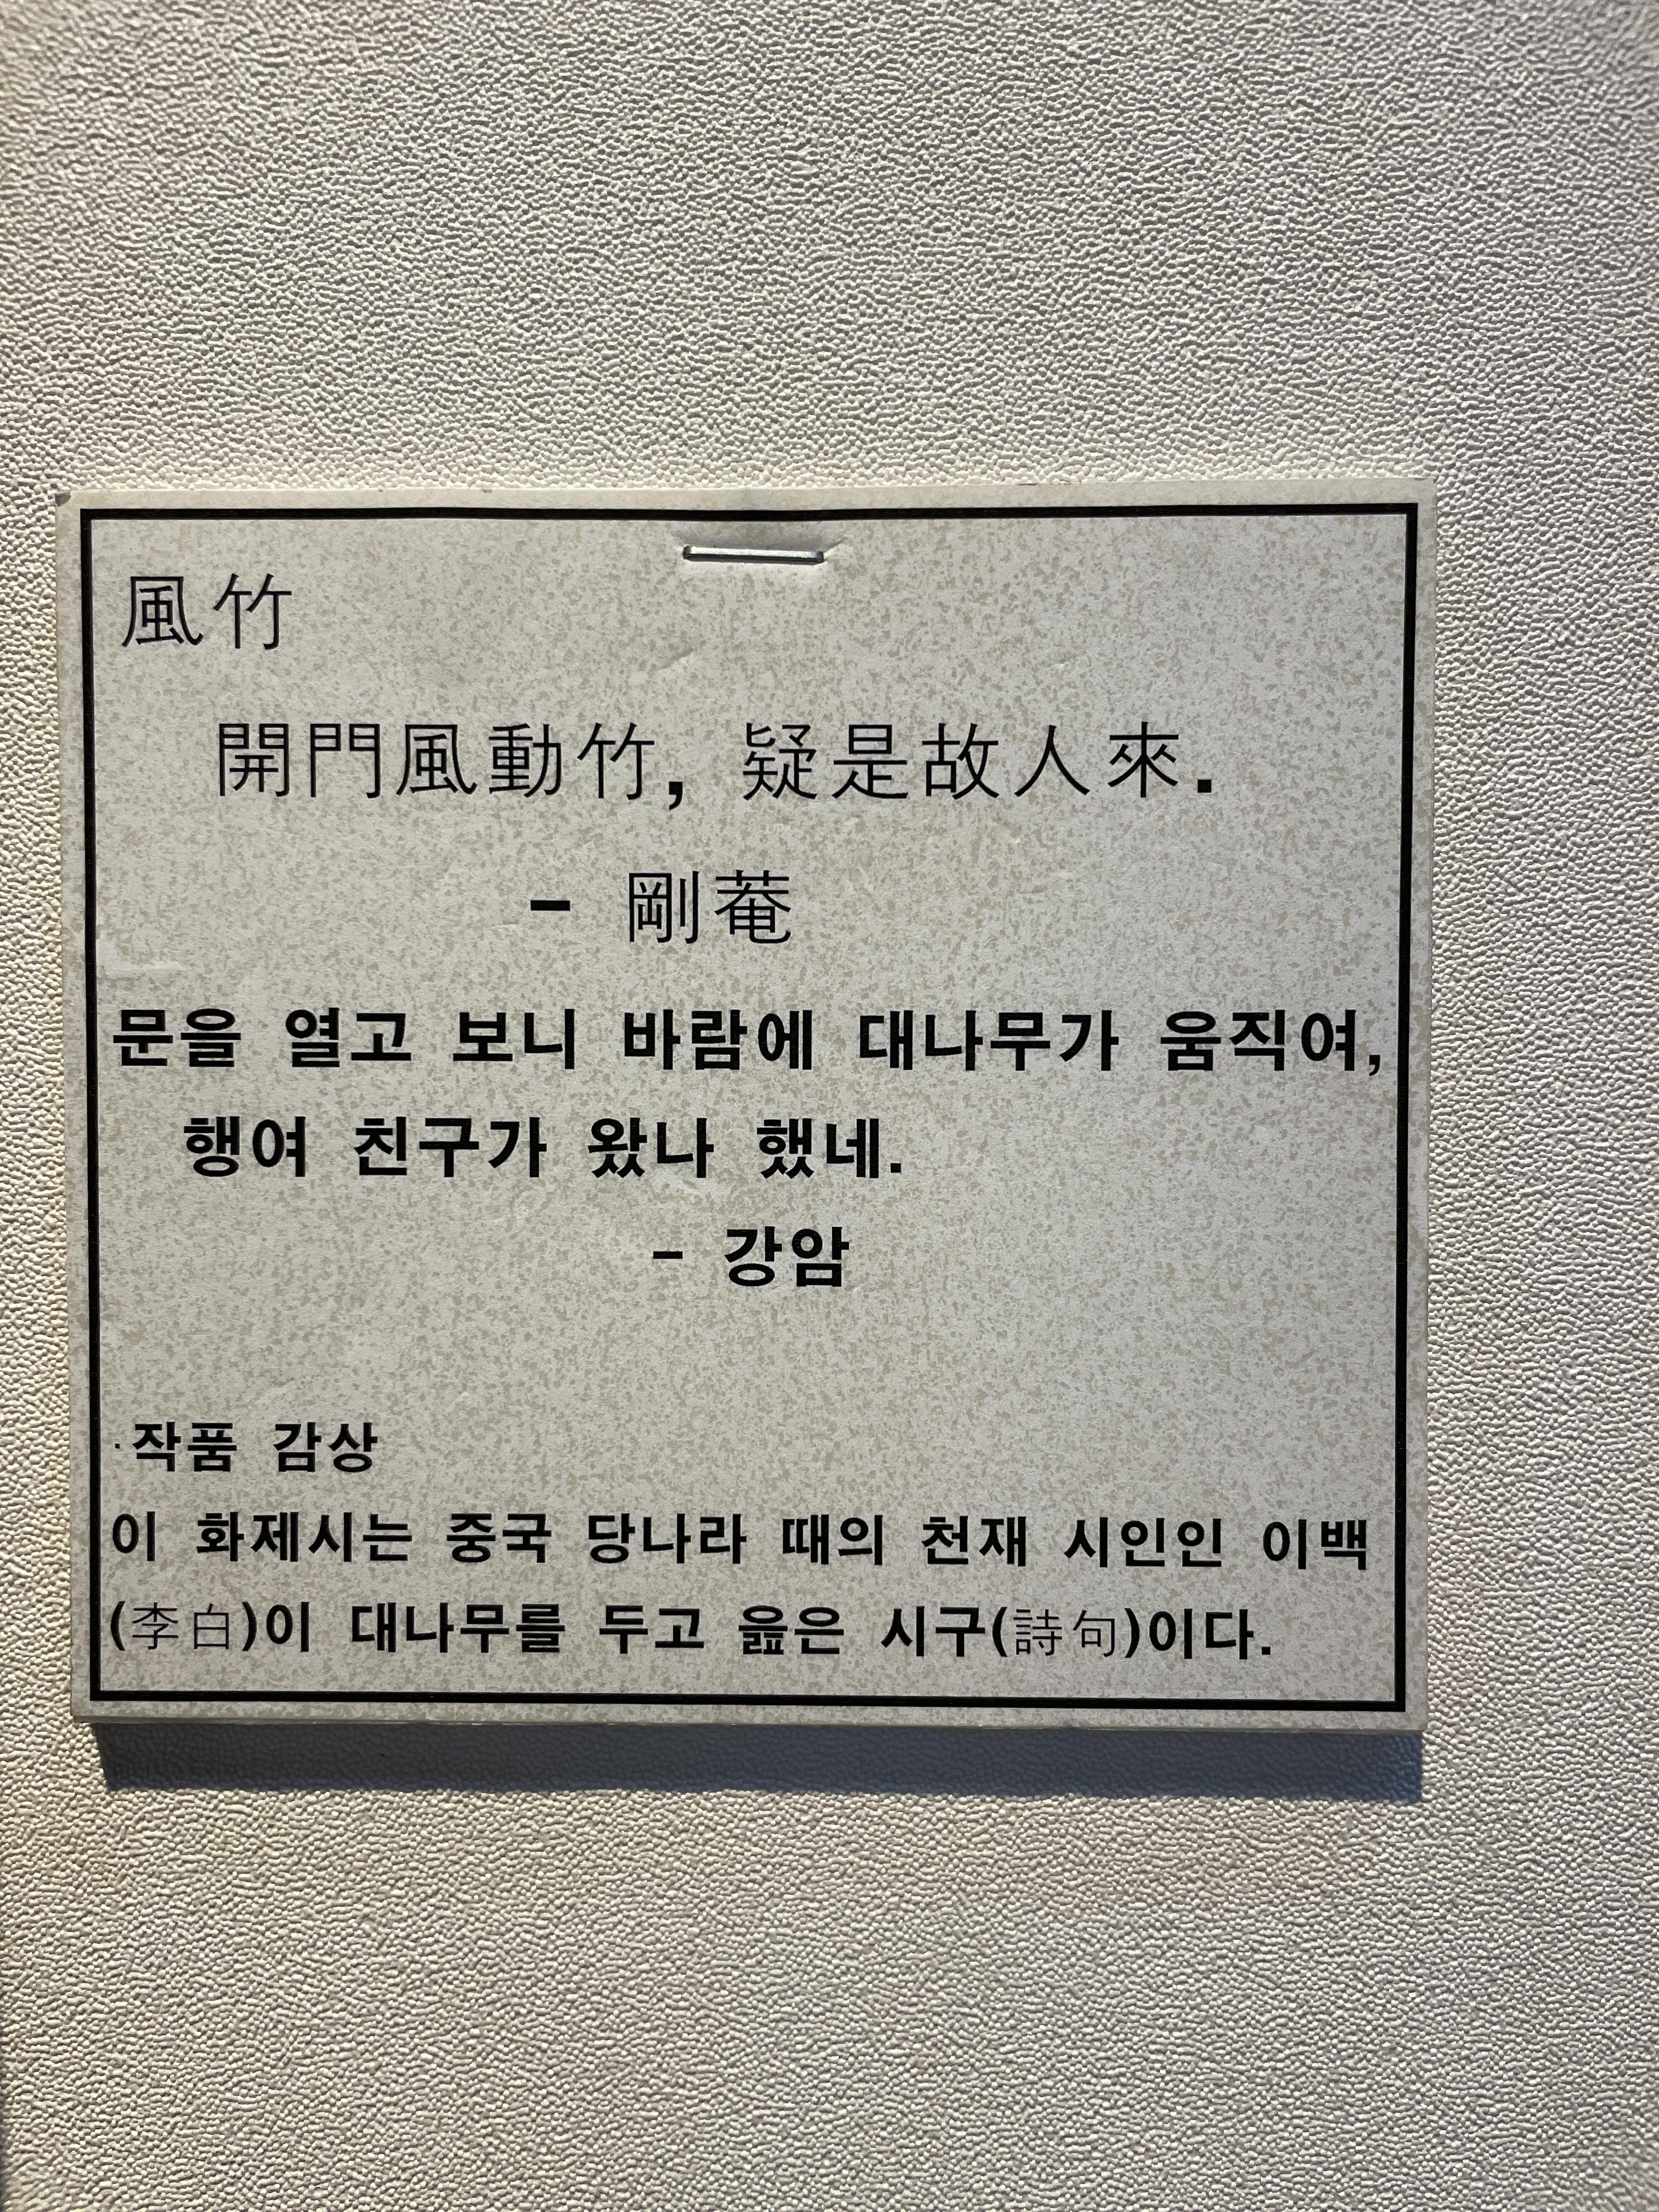 風竹
開門風動竹, 疑是故人來.
- 剛菴
문을 열고 보니 바람에 대나무가 움직여,
행여 친구가 왔나 했네.
- 강암
·작품 감상
이 화제시는 중국 당나라 때의 천재 시인인 이백
(李白)이 대나무를 두고 읊은 시구(詩句)이다.